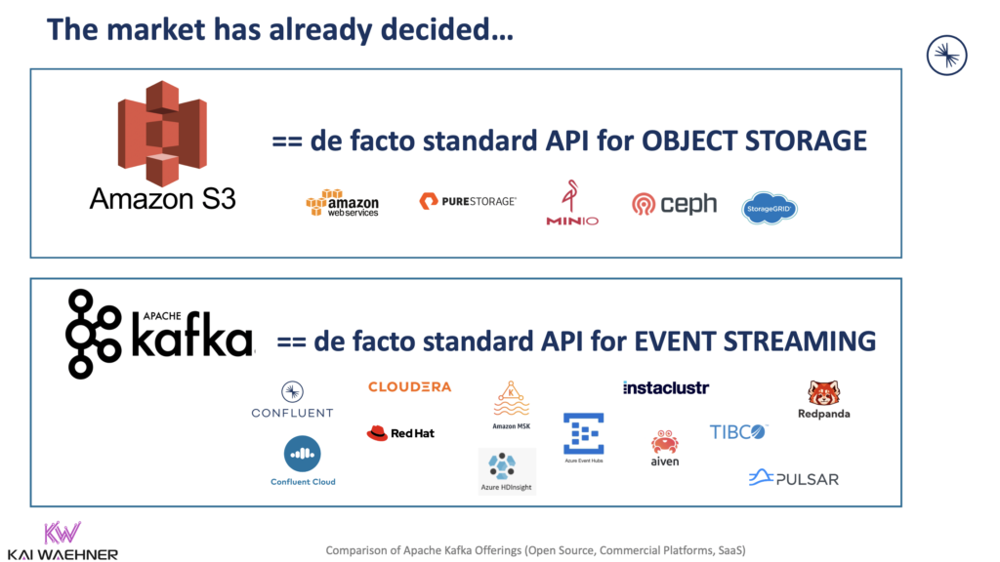 The market has already decided…
Amazon S3
== de facto standard API for OBJECT STORAGE
amazon
webservices
PURESTORAGE®
MINIO
ceph
StorageGRID
APACHE
kafka
== de facto standard API for EVENT STREAMING
CONFLUENT
CLOUDERA
K
Amazon MSK
instaclustr
Redpanda
Red Hat
Azure Event Hubs
aiven
TIBCO™
Confluent Cloud
Azure HDInsight
PULSAR
KW
KAI WAEHNER
Comparison of Apache Kafka Offerings (Open Source, Commercial Platforms, SaaS)